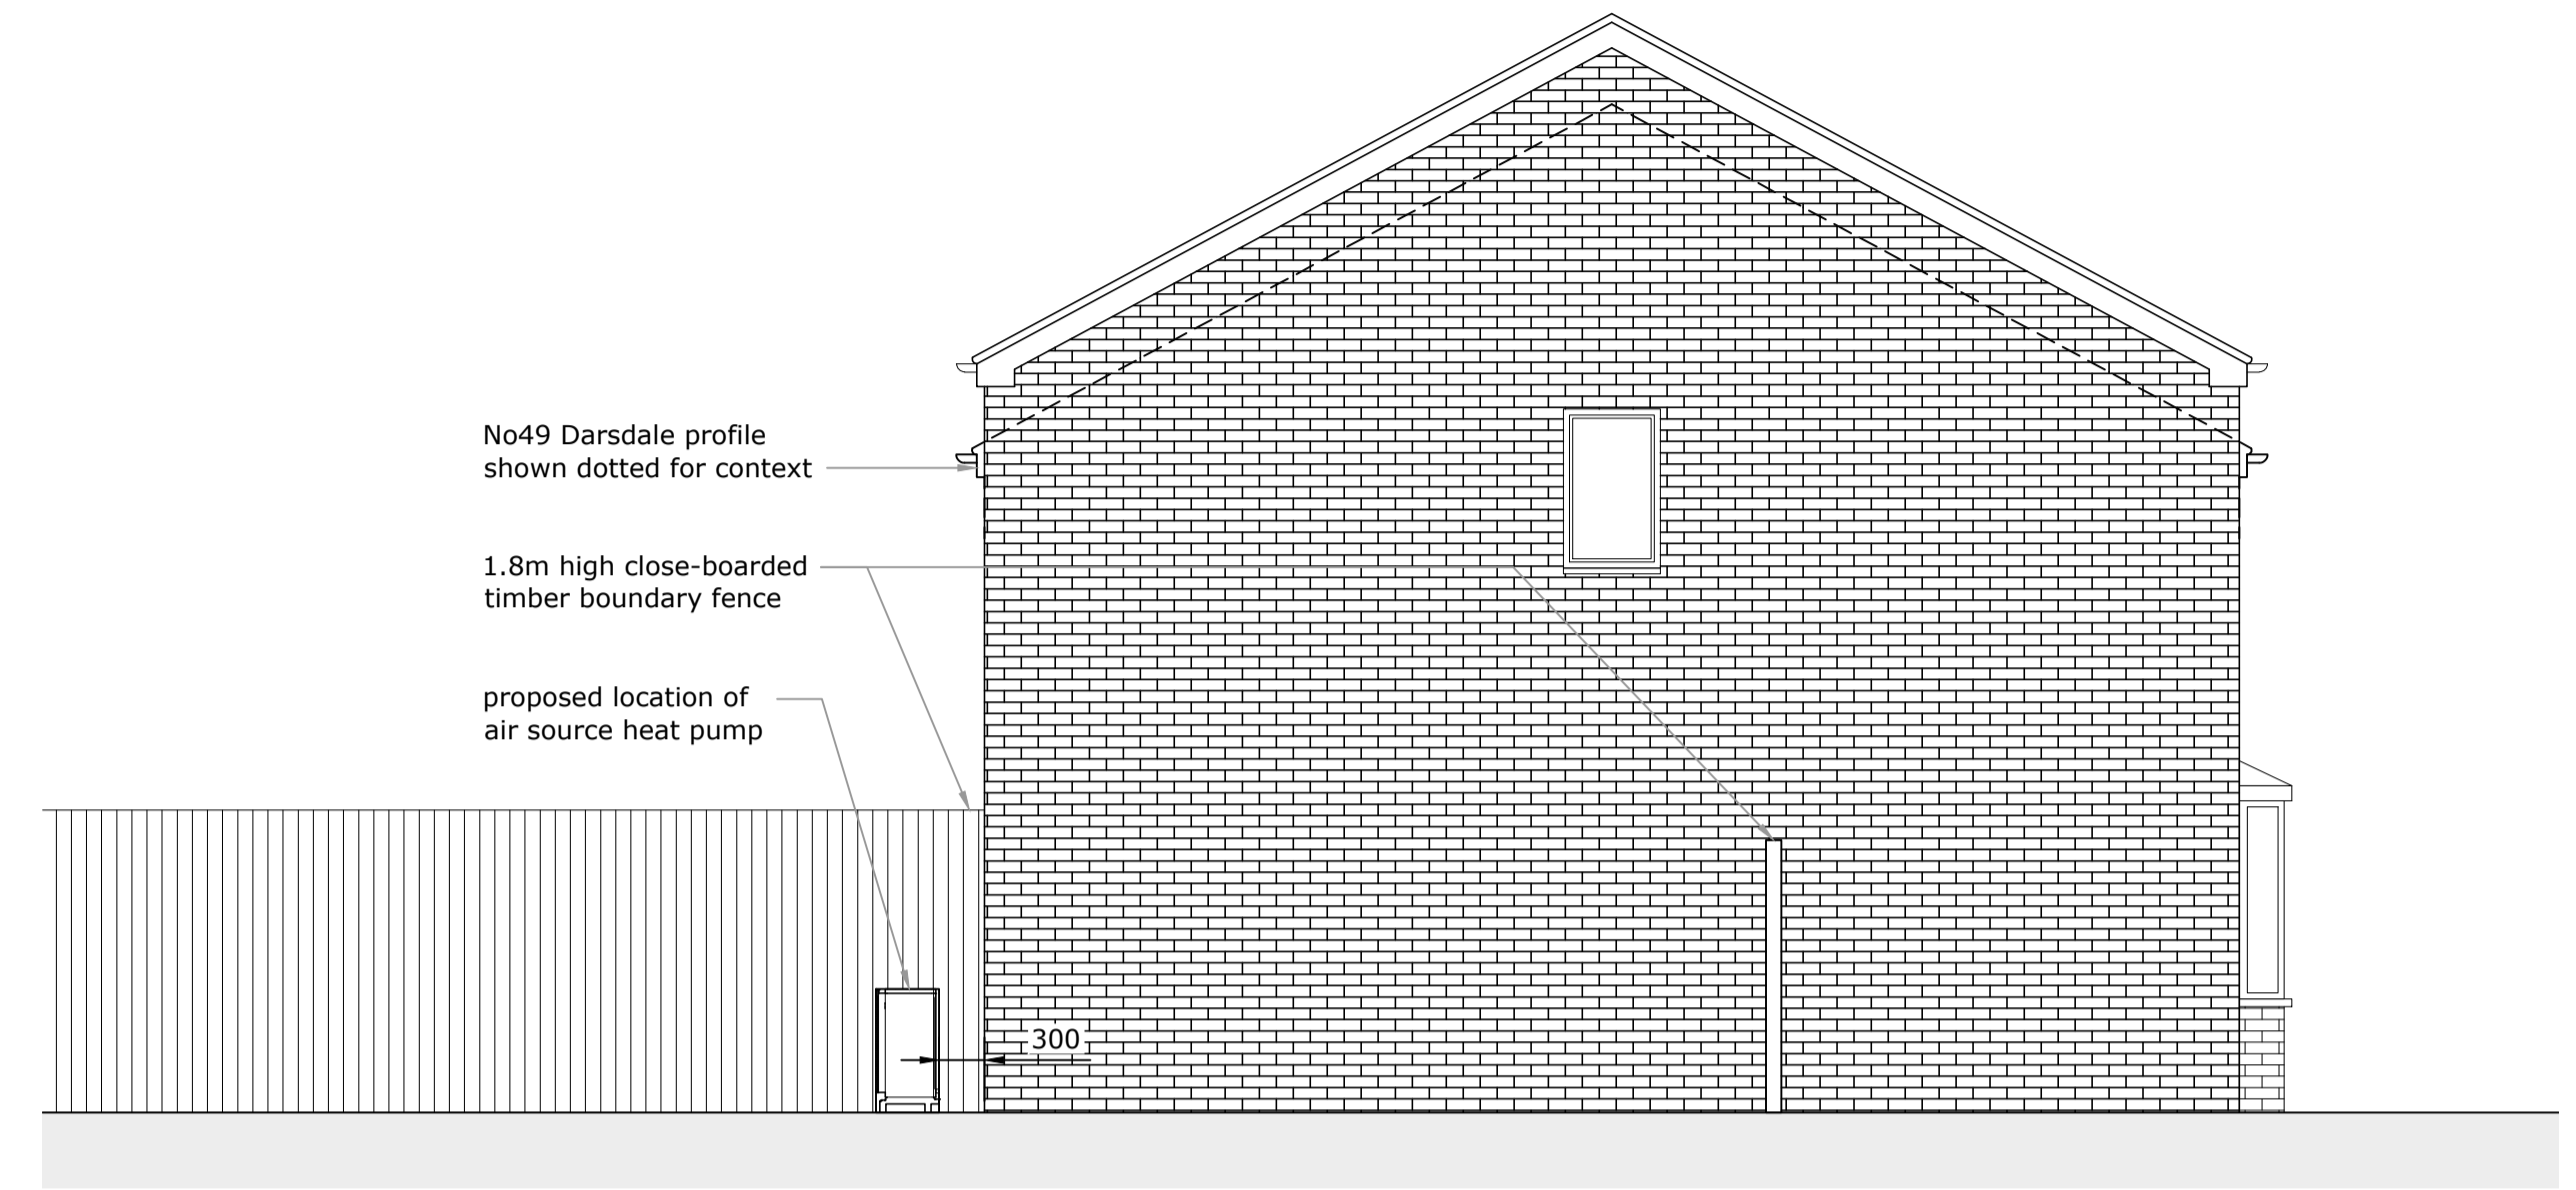 No49 Darsdale profile
shown dotted for context
1.8m high close-boarded
timber boundary fence
proposed location of
air source heat pump
300